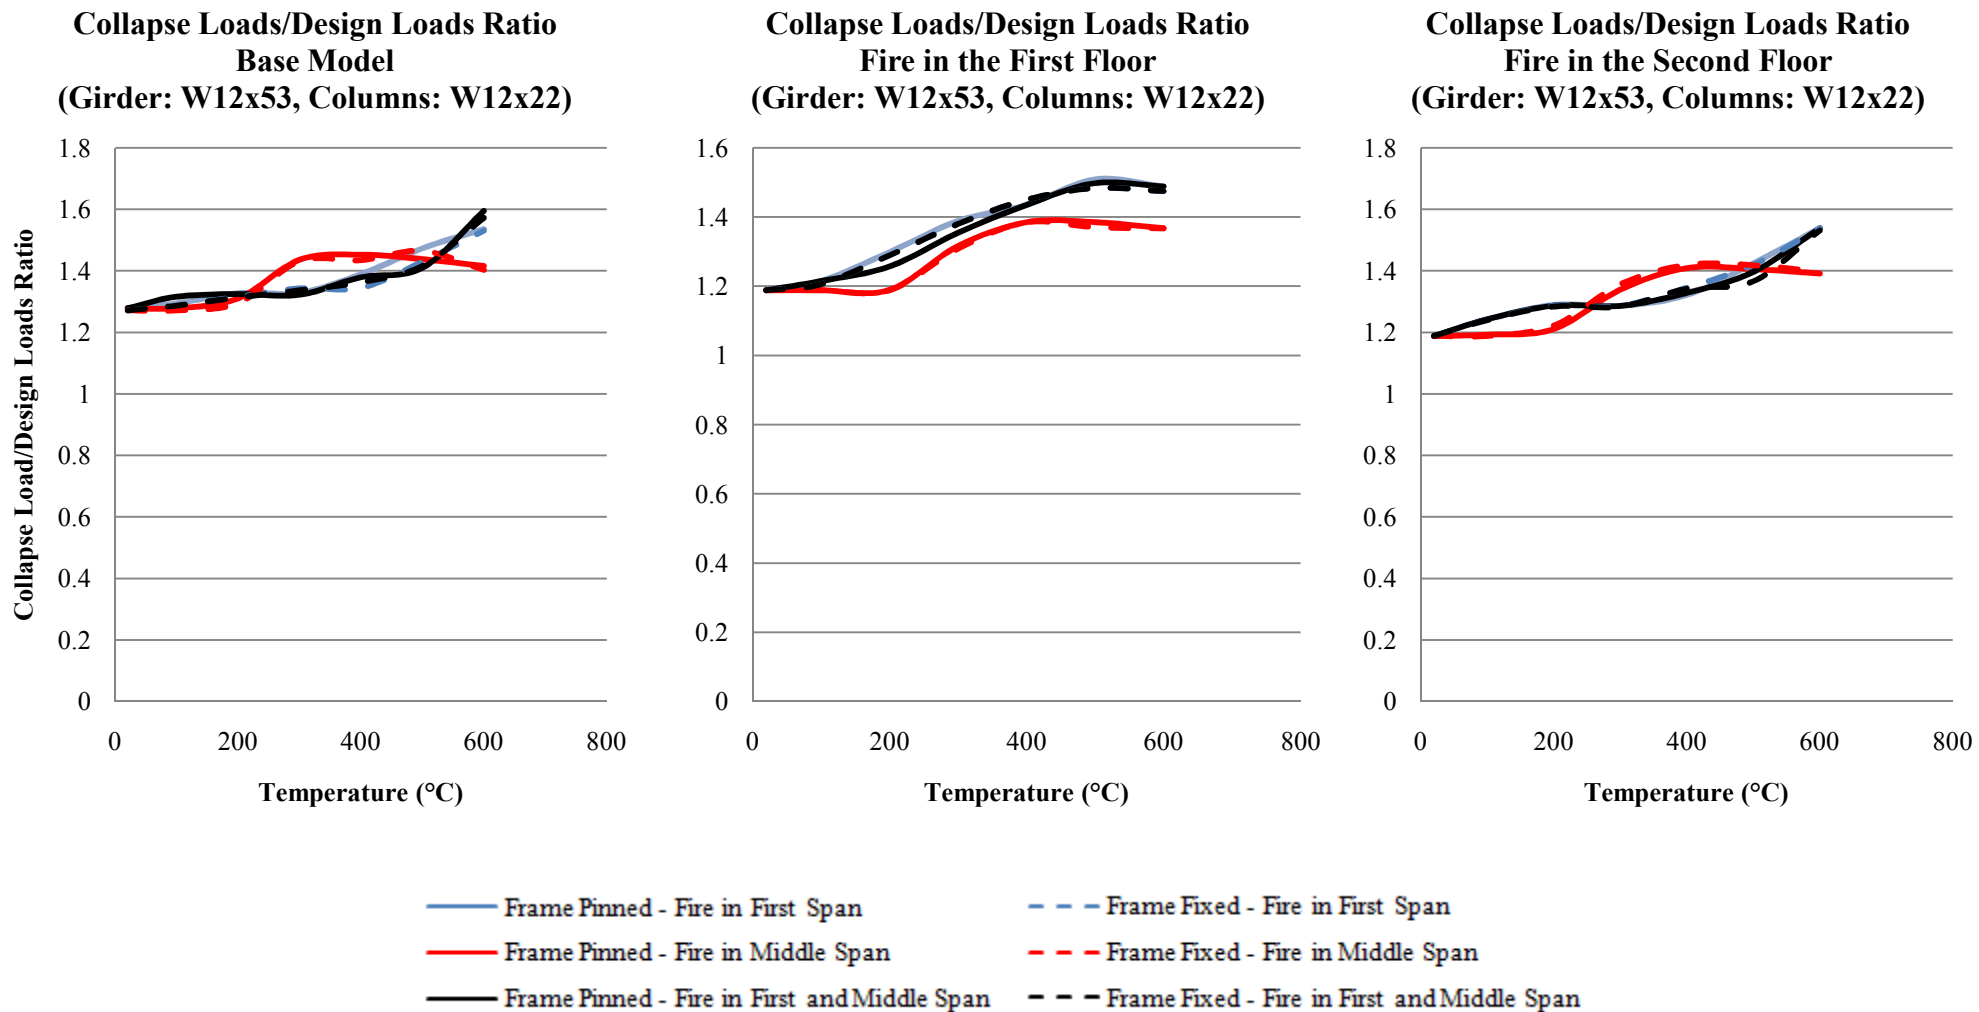 Collapse Loads/Design Loads Ratio
Base Model
(Girder: W12x53, Columns: W12x22)
Collapse Load/Design Loads Ratio
1.8
1.6
1.4
1.2
1
0.8
0.6
0.4
0.2
0
0 200 400 600 800
Temperature (°C)
Collapse Loads/Design Loads Ratio
Fire in the First Floor
(Girder: W12x53, Columns: W12x22)
1.6
1.4
1.2
1
0.8
0.6
0.4
0.2
0
0 200 400 600 800
Temperature (°C)
Collapse Loads/Design Loads Ratio
Fire in the Second Floor
(Girder: W12x53, Columns: W12x22)
1.8
1.6
1.4
1.2
1
0.8
0.6
0.4
0.2
0
0 200 400 600 800
Temperature (°C)
Frame Pinned - Fire in First Span
Frame Fixed - Fire in First Span
Frame Pinned - Fire in Middle Span
Frame Fixed - Fire in Middle Span
Frame Pinned - Fire in First and Middle Span
Frame Fixed - Fire in First and Middle Span